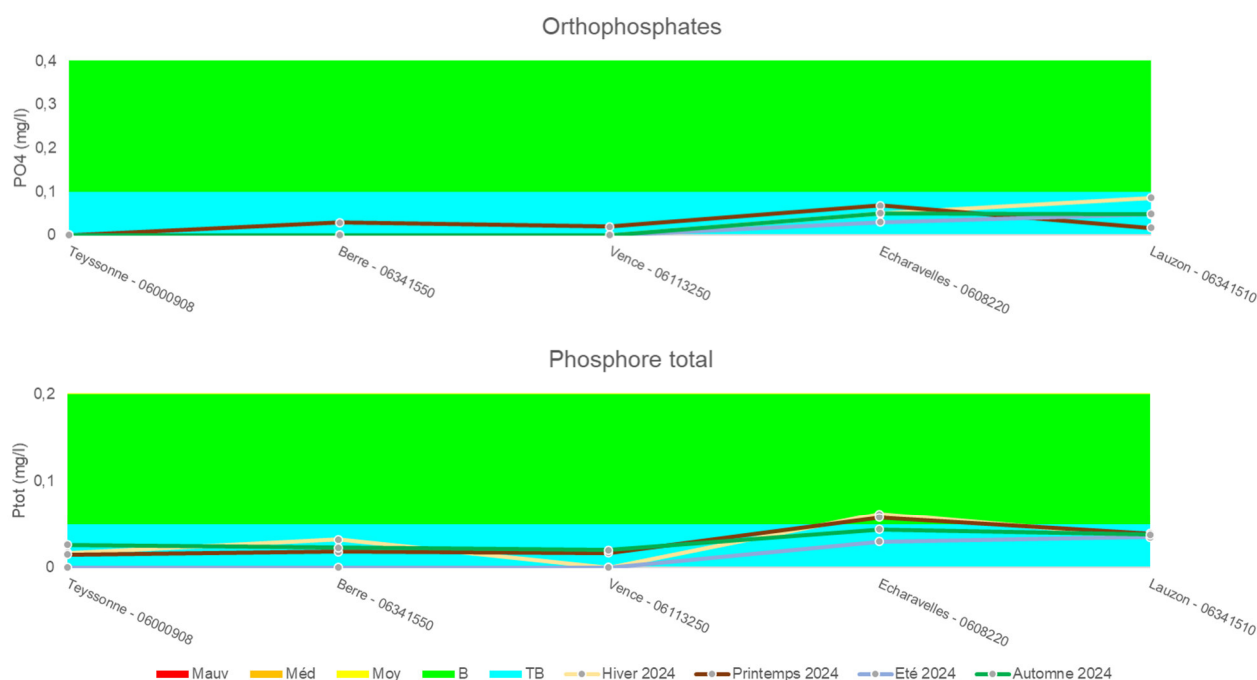 Orthophosphates
0,4
0,3
0,2
0,1
0
PO4 (mg/l)
Teyssonne - 06000908
Berre - 06341550
Vence - 06113250
Echaravelles - 0608220
Lauzon - 06341510
Phosphore total
0,2
0,1
0
Ptot (mg/l)
Teyssonne - 06000908
Berre - 06341550
Vence - 06113250
Echaravelles - 0608220
Lauzon - 06341510
Mauv Méd Moy B TB Hiver 2024 Printemps 2024 Eté 2024 Automne 2024